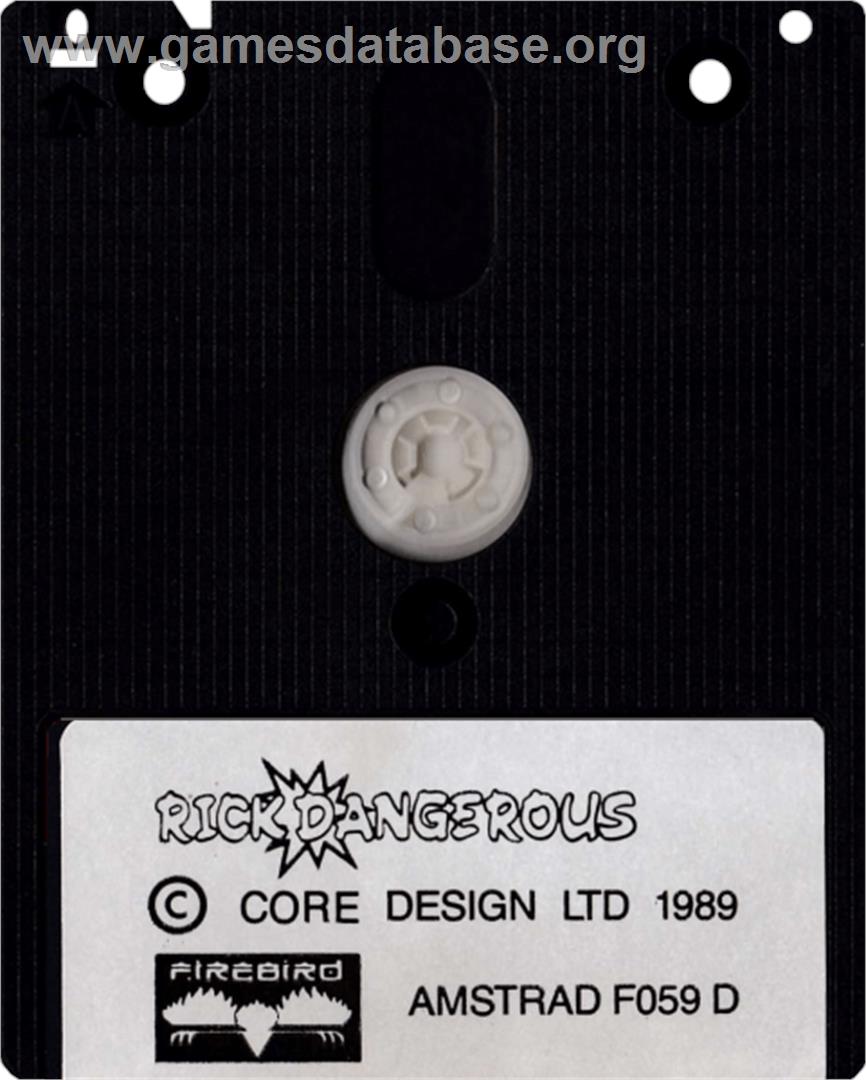 www.gamesdatabase.org
RICK DANGEROUS
© CORE DESIGN LTD 1989
FIREBIRD
AMSTRAD F059 D